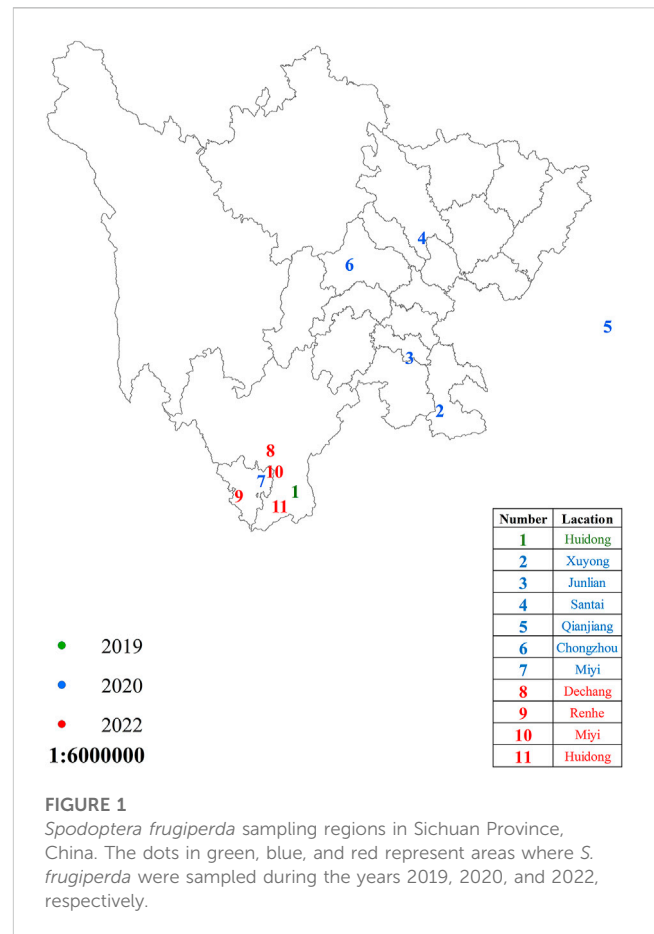 4
6
5
3
2
8
10
7
1
9
11
Number Lacation
1 Huidong
2 Xuyong
3 Junlian
4 Santai
5 Qianjiang
6 Chongzhou
7 Miyi
8 Dechang
9 Renhe
10 Miyi
11 Huidong
2019
2020
2022
1:6000000
FIGURE 1
Spodoptera frugiperda sampling regions in Sichuan Province,
China. The dots in green, blue, and red represent areas where S.
frugiperda were sampled during the years 2019, 2020, and 2022,
respectively.